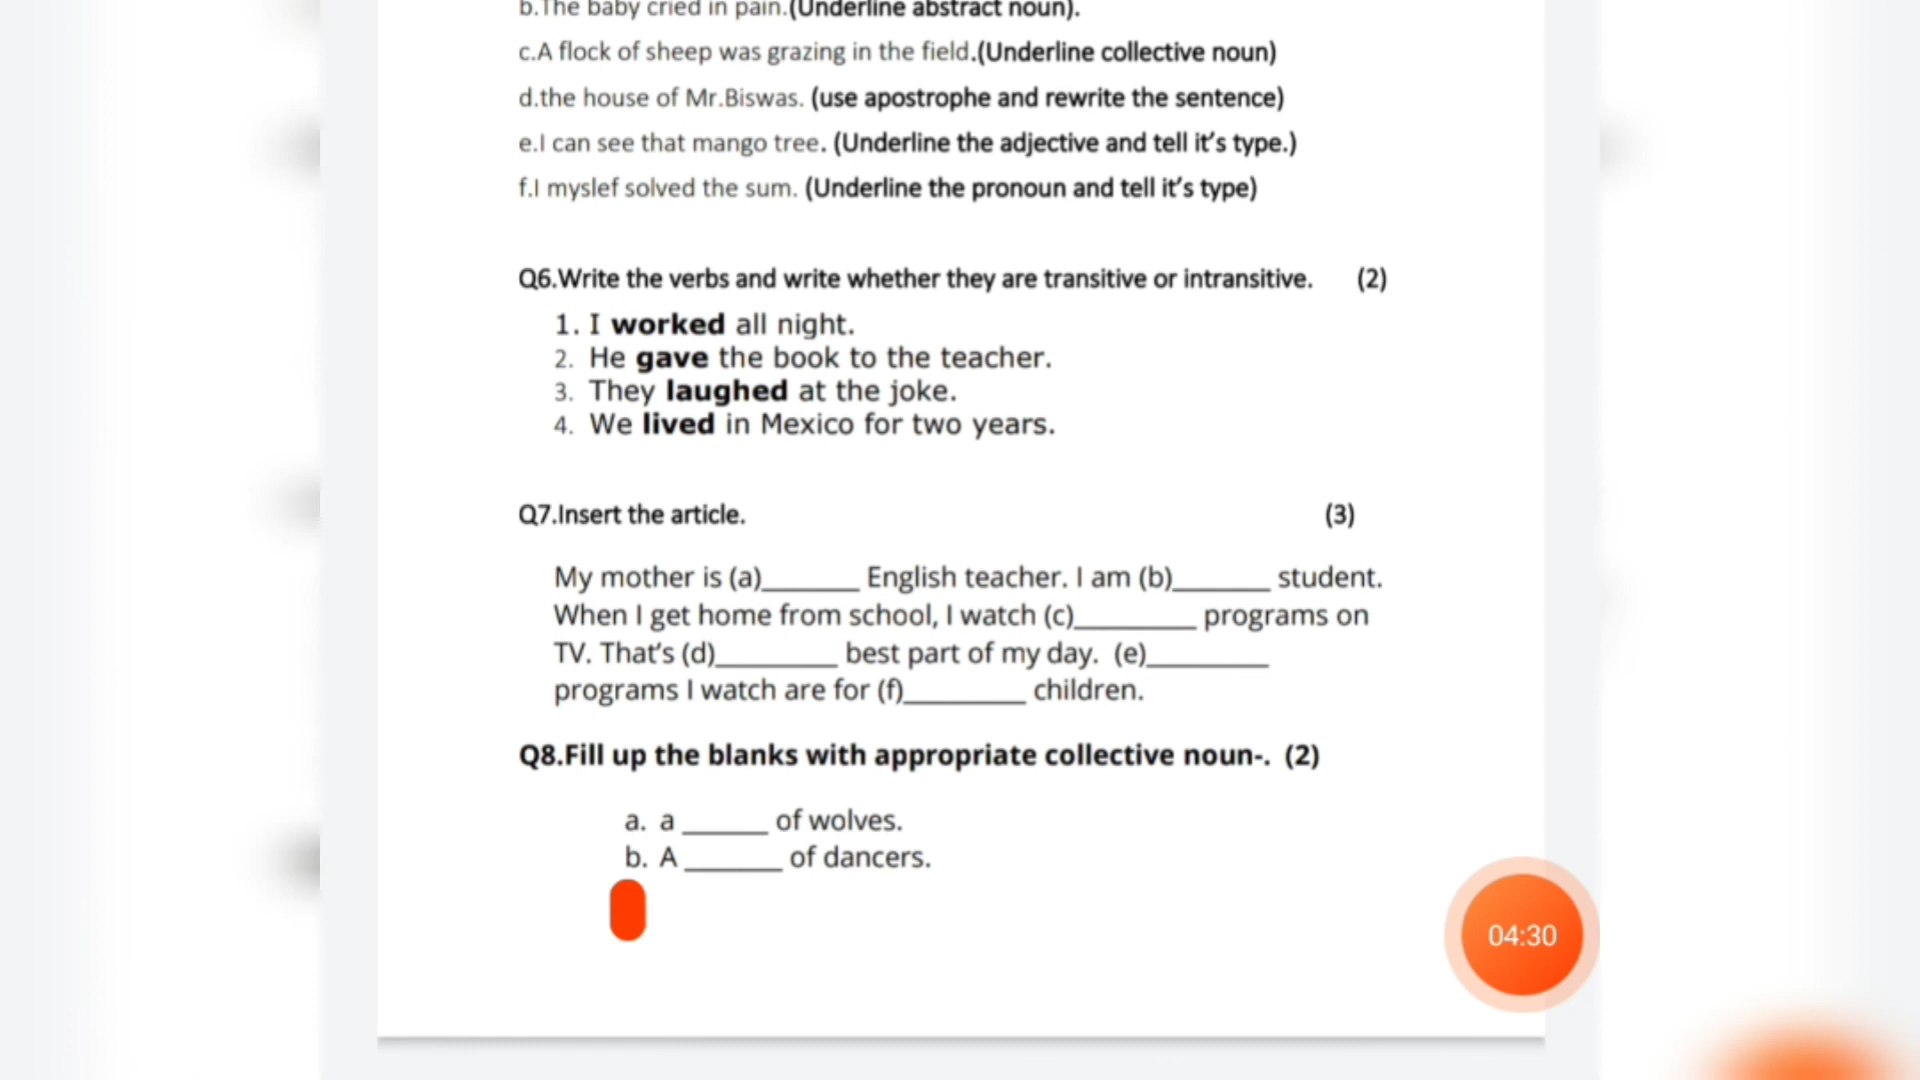 b.The baby cried in pain.(Underline abstract noun).
c.A flock of sheep was grazing in the field.(Underline collective noun)
d.the house of Mr.Biswas. (use apostrophe and rewrite the sentence)
e.I can see that mango tree. (Underline the adjective and tell it's type.)
f.I myslef solved the sum. (Underline the pronoun and tell it's type)
Q6.Write the verbs and write whether they are transitive or intransitive. (2)
1. I worked all night.
2. He gave the book to the teacher.
3. They laughed at the joke.
4. We lived in Mexico for two years.
Q7.Insert the article. (3)
My mother is (a)______ English teacher. I am (b)______ student.
When I get home from school, I watch (c)________ programs on
TV. That's (d)________ best part of my day. (e)________
programs I watch are for (f)________ children.
Q8.Fill up the blanks with appropriate collective noun-. (2)
a. a ______ of wolves.
b. A ______ of dancers.
04:30